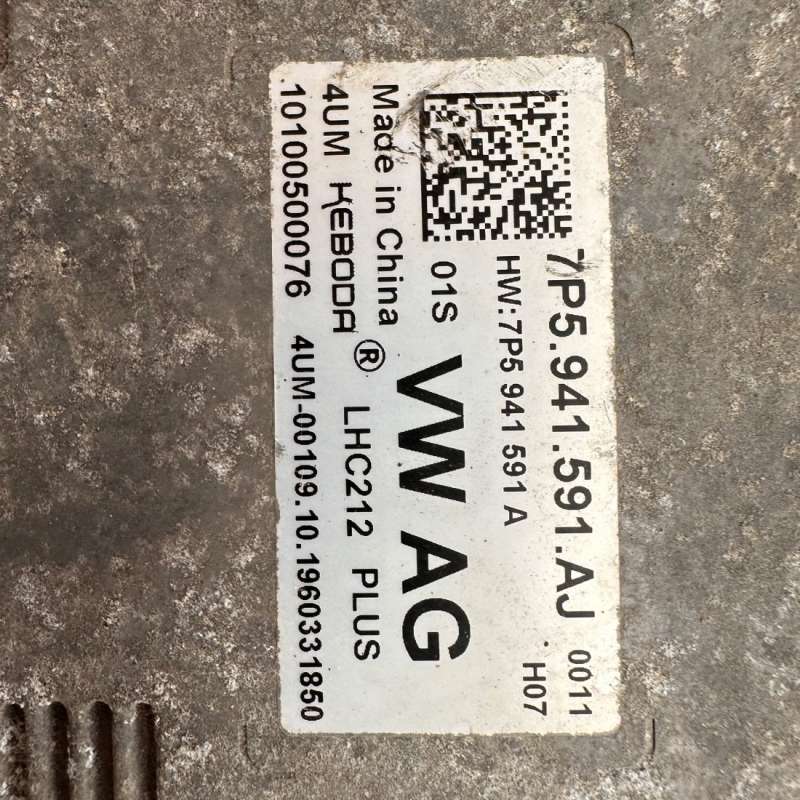 7P5.941.591.AJ 0011
HW:7P5 941 591 A H07
01S VW AG
Made in China
4UM KEBODA® LHC212 PLUS
10100500076 4UM-00109.10.1960331850